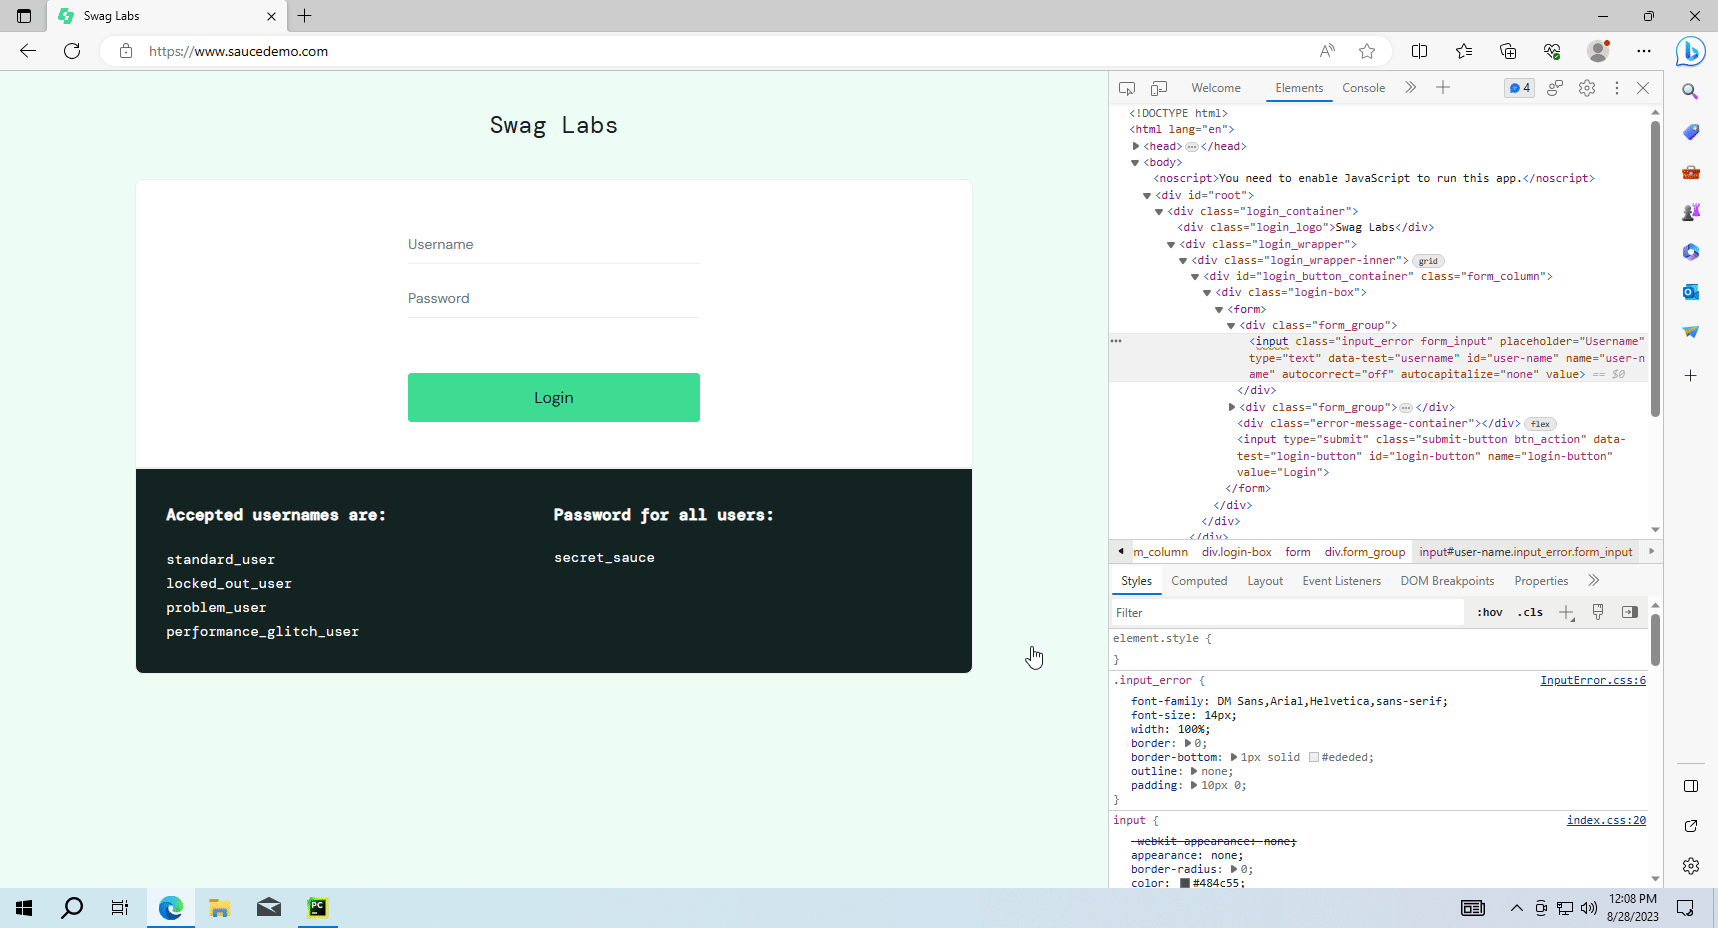 Swag Labs
https://www.saucedemo.com
Swag Labs
Username
Password
Login
Accepted usernames are:
standard_user
locked_out_user
problem_user
performance_glitch_user
Password for all users:
secret_sauce
Welcome Elements Console 4
<!DOCTYPE html>
<html lang="en">
<head>…</head>
<body>
<noscript>You need to enable JavaScript to run this app.</noscript>
<div id="root">
<div class="login_container">
<div class="login_logo">Swag Labs</div>
<div class="login_wrapper">
<div class="login_wrapper-inner"> grid
<div id="login_button_container" class="form_column">
<div class="login-box">
<form>
<div class="form_group">
<input class="input_error form_input" placeholder="Username"
type="text" data-test="username" id="user-name" name="user-n
ame" autocorrect="off" autocapitalize="none" value> == $0
</div>
<div class="form_group">…</div>
<div class="error-message-container"></div> flex
<input type="submit" class="submit-button btn_action" data-
test="login-button" id="login-button" name="login-button"
value="Login">
</form>
</div>
</div>
</div>
m_column div.login-box form div.form_group input#user-name.input_error.form_input
Styles Computed Layout Event Listeners DOM Breakpoints Properties
Filter :hov .cls
element.style {
}
.input_error { InputError.css:6
font-family: DM Sans,Arial,Helvetica,sans-serif;
font-size: 14px;
width: 100%;
border: 0;
border-bottom: 1px solid #ededed;
outline: none;
padding: 10px 0;
}
input { index.css:20
-webkit-appearance: none;
appearance: none;
border-radius: 0;
color: #484c55;
PC
12:08 PM
8/28/2023